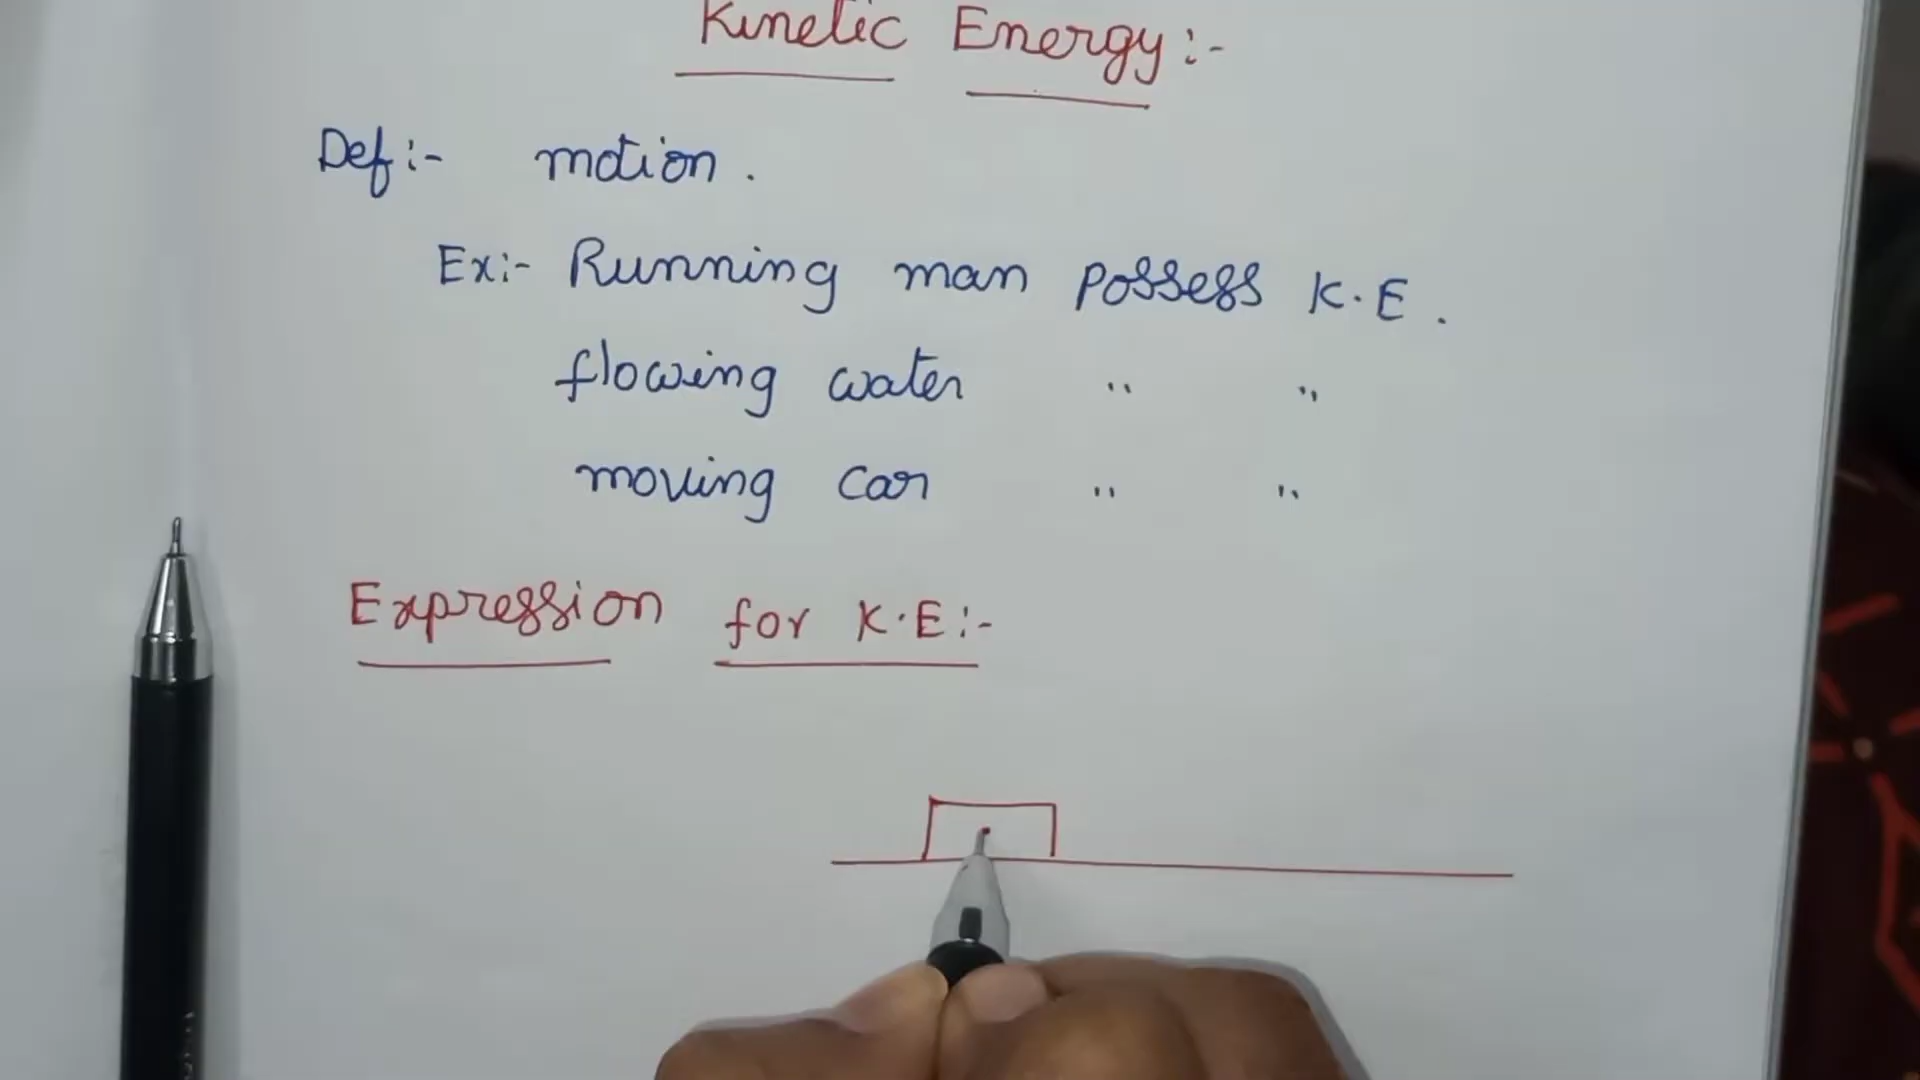 Kinetic Energy:-
Def:- motion.
Ex:- Running man possess K.E.
flowing water " "
moving car " "
Expression for K.E:-